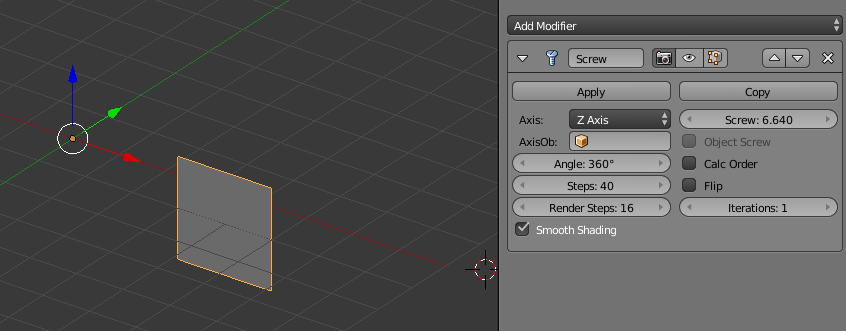 Add Modifier
Screw
Apply Copy
Axis: Z Axis Screw: 6.640
AxisOb: Object Screw
Angle: 360° Calc Order
Steps: 40 Flip
Render Steps: 16 Iterations: 1
Smooth Shading